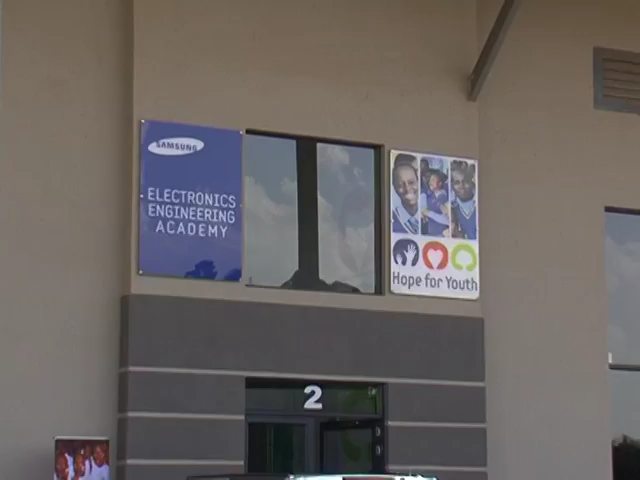 SAMSUNG
ELECTRONICS
ENGINEERING
ACADEMY
Hope for Youth
2